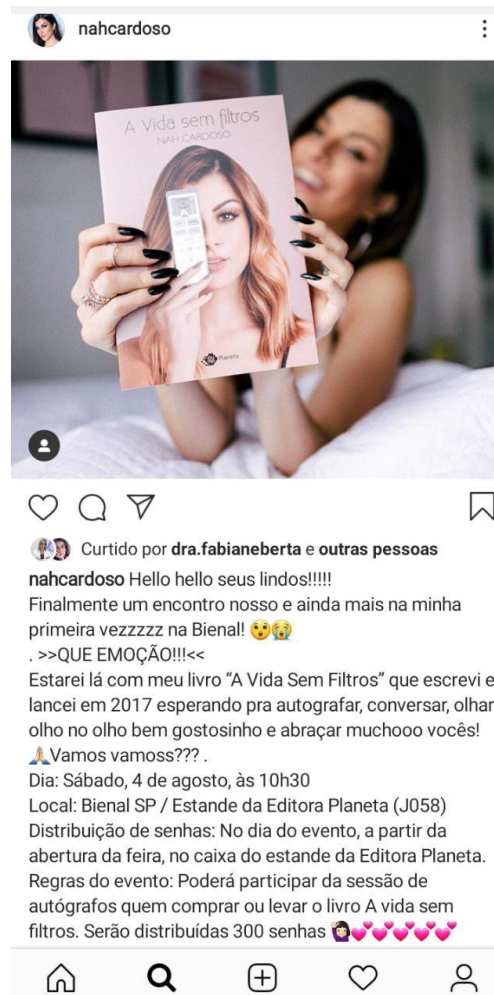 nahcardoso
A Vida sem filtros
NAH CARDOSO
Planeta
Curtido por dra.fabianeberta e outras pessoas
nahcardoso Hello hello seus lindos!!!!!
Finalmente um encontro nosso e ainda mais na minha
primeira vezzzzz na Bienal! 😲😭
. >>QUE EMOÇÃO!!!<<
Estarei lá com meu livro “A Vida Sem Filtros” que escrevi e
lancei em 2017 esperando pra autografar, conversar, olhar
olho no olho bem gostosinho e abraçar muchooo vocês!
🙏🏻Vamos vamoss??? .
Dia: Sábado, 4 de agosto, às 10h30
Local: Bienal SP / Estande da Editora Planeta (J058)
Distribuição de senhas: No dia do evento, a partir da
abertura da feira, no caixa do estande da Editora Planeta.
Regras do evento: Poderá participar da sessão de
autógrafos quem comprar ou levar o livro A vida sem
filtros. Serão distribuídas 300 senhas 🙋🏻‍♀️💕💕💕💕💕